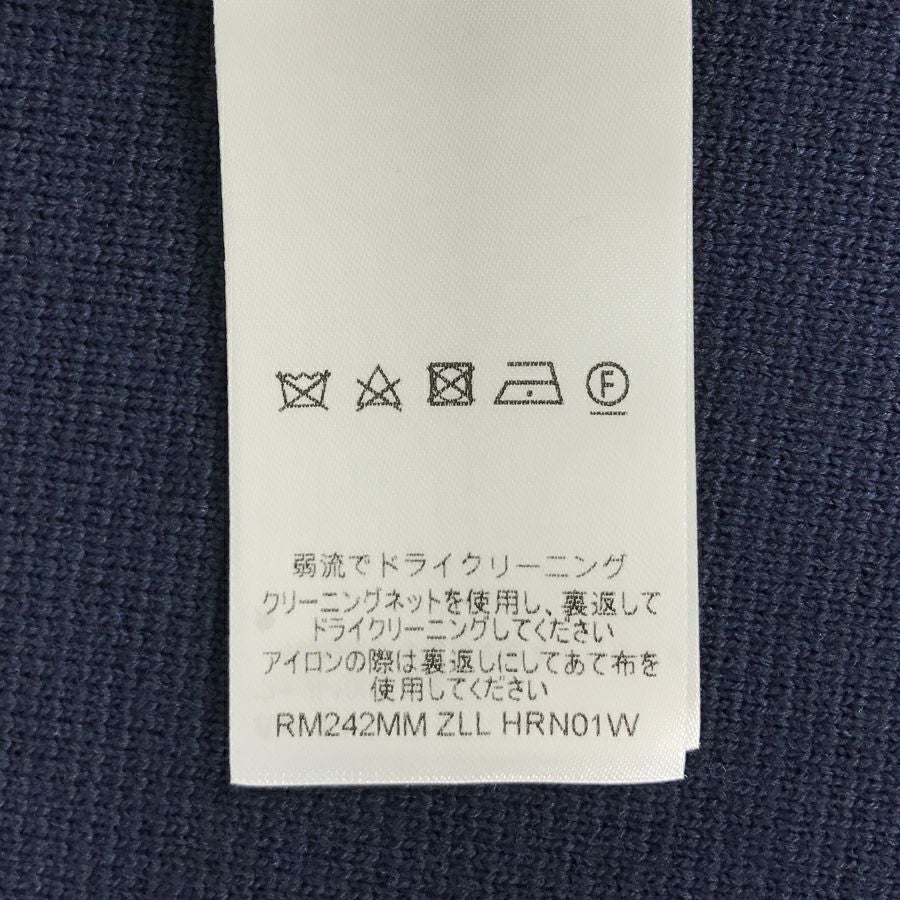 F
弱流でドライクリーニング
クリーニングネットを使用し、裏返して
ドライクリーニングしてください
アイロンの際は裏返しにしてあて布を
使用してください
RM242MM ZLL HRN01W